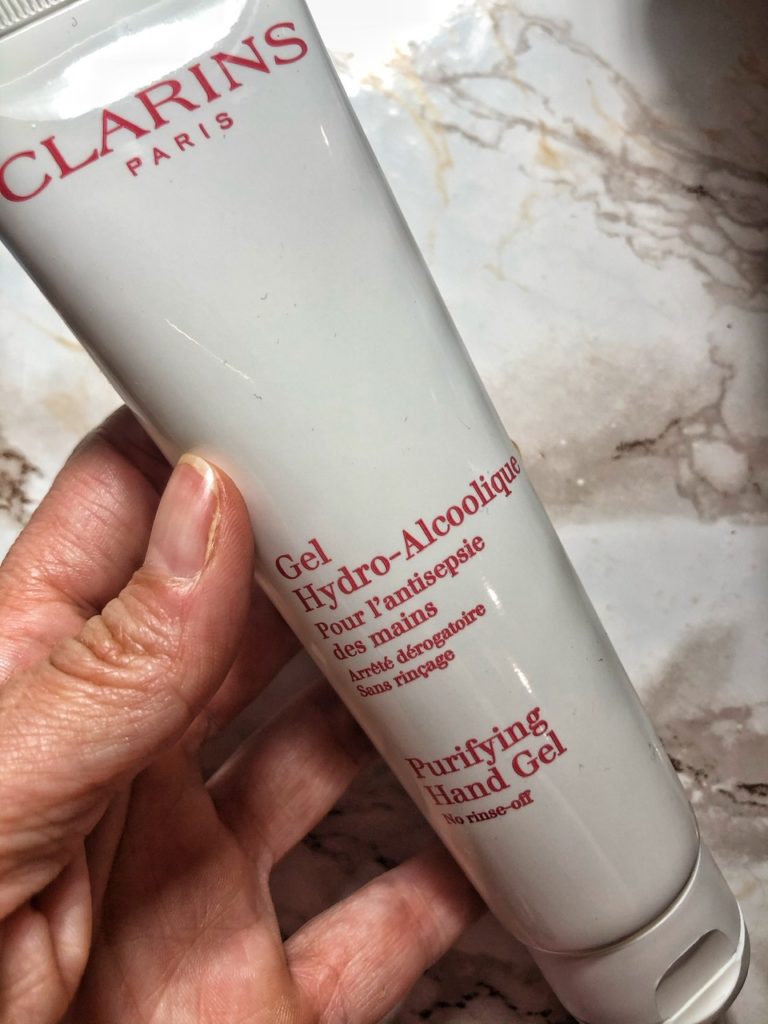 CLARINS
PARIS
Gel
Hydro-Alcoolique
Pour l'antisepsie
des mains
Arrêté dérogatoire
Sans rinçage
Purifying
Hand Gel
No rinse-off